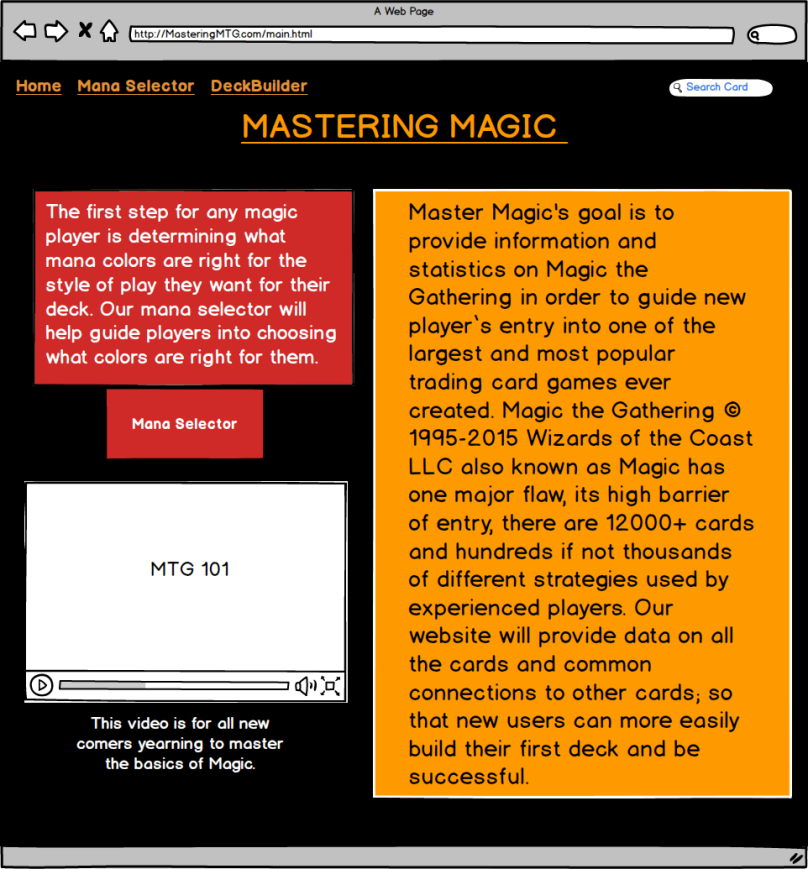 A Web Page
http://MasteringMTG.com/main.html
Home Mana Selector DeckBuilder
Search Card
MASTERING MAGIC
The first step for any magic
player is determining what
mana colors are right for the
style of play they want for their
deck. Our mana selector will
help guide players into choosing
what colors are right for them.
Mana Selector
MTG 101
This video is for all new
comers yearning to master
the basics of Magic.
Master Magic's goal is to
provide information and
statistics on Magic the
Gathering in order to guide new
player`s entry into one of the
largest and most popular
trading card games ever
created. Magic the Gathering ©
1995-2015 Wizards of the Coast
LLC also known as Magic has
one major flaw, its high barrier
of entry, there are 12000+ cards
and hundreds if not thousands
of different strategies used by
experienced players. Our
website will provide data on all
the cards and common
connections to other cards; so
that new users can more easily
build their first deck and be
successful.